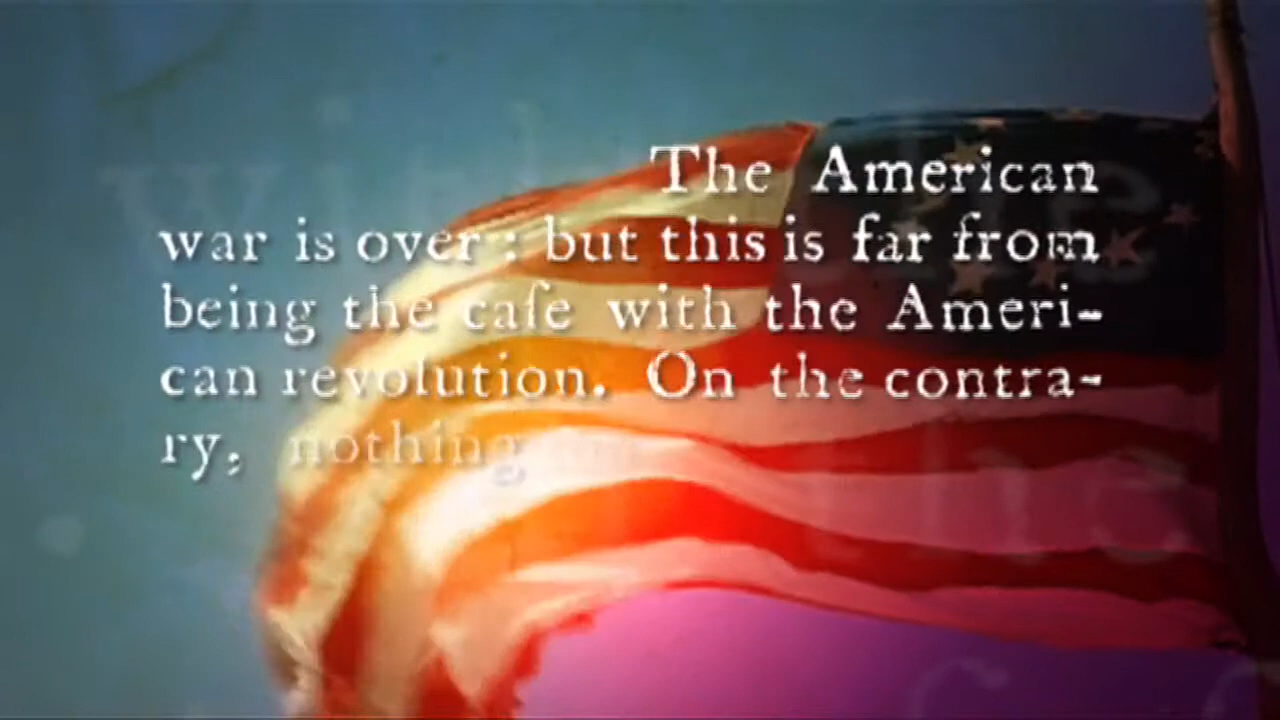 The American
war is over : but this is far from
being the caſe with the Ameri-
can revolution. On the contra-
ry, nothing